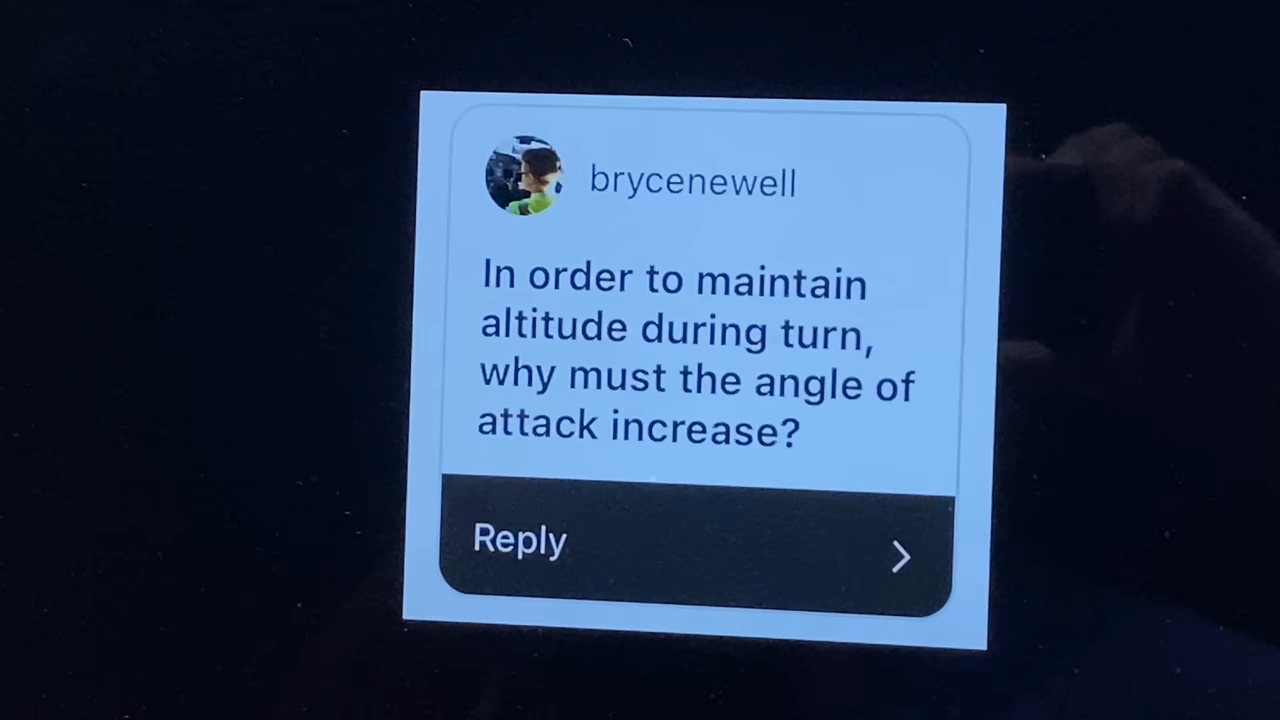 brycenewell
In order to maintain
altitude during turn,
why must the angle of
attack increase?
Reply